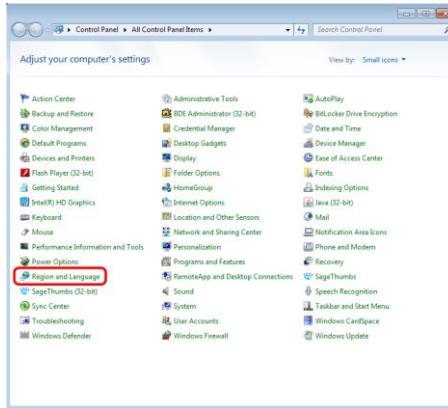 Control Panel ▸ All Control Panel Items ▸
Search Control Panel
Adjust your computer's settings
View by: Small icons
Action Center
Administrative Tools
AutoPlay
Backup and Restore
BDE Administrator (32-bit)
BitLocker Drive Encryption
Color Management
Credential Manager
Date and Time
Default Programs
Desktop Gadgets
Device Manager
Devices and Printers
Display
Ease of Access Center
Flash Player (32-bit)
Folder Options
Fonts
Getting Started
HomeGroup
Indexing Options
Intel(R) HD Graphics
Internet Options
Java (32-bit)
Keyboard
Location and Other Sensors
Mail
Mouse
Network and Sharing Center
Notification Area Icons
Performance Information and Tools
Personalization
Phone and Modem
Power Options
Programs and Features
Recovery
Region and Language
RemoteApp and Desktop Connections
SageThumbs
SageThumbs (32-bit)
Sound
Speech Recognition
Sync Center
System
Taskbar and Start Menu
Troubleshooting
User Accounts
Windows CardSpace
Windows Defender
Windows Firewall
Windows Update